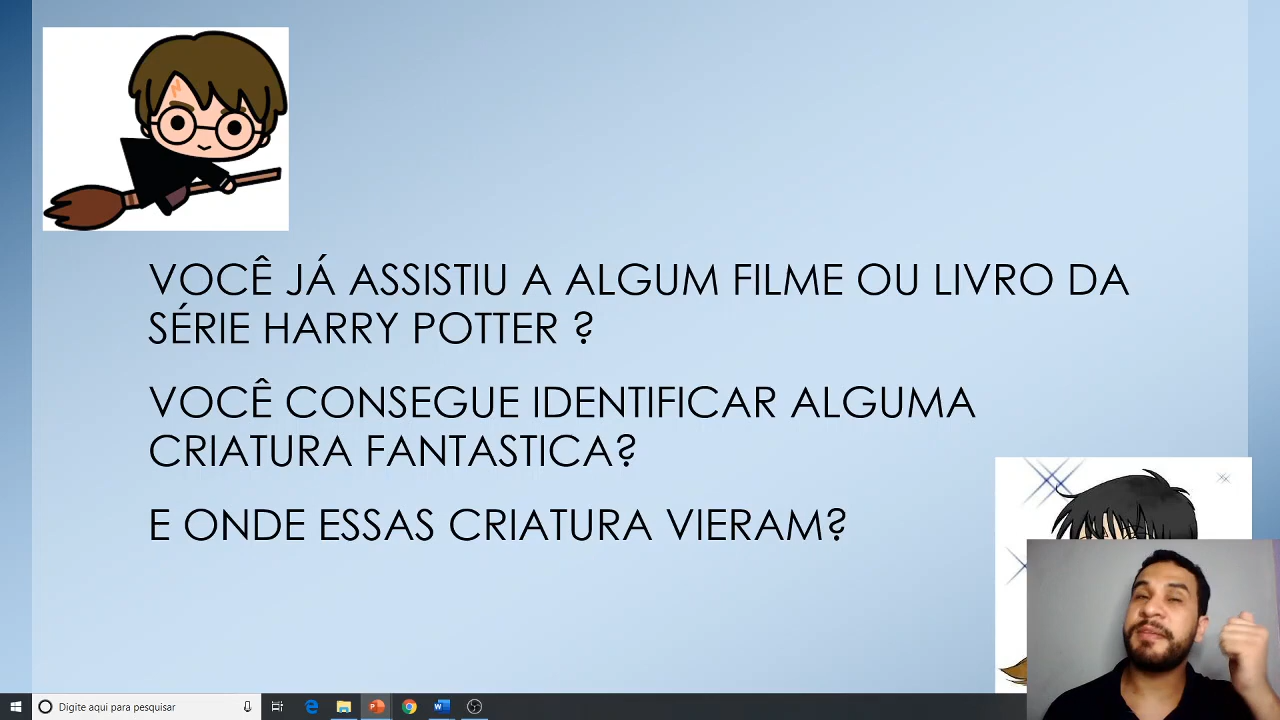 VOCÊ JÁ ASSISTIU A ALGUM FILME OU LIVRO DA
SÉRIE HARRY POTTER ?
VOCÊ CONSEGUE IDENTIFICAR ALGUMA
CRIATURA FANTASTICA?
E ONDE ESSAS CRIATURA VIERAM?
Digite aqui para pesquisar